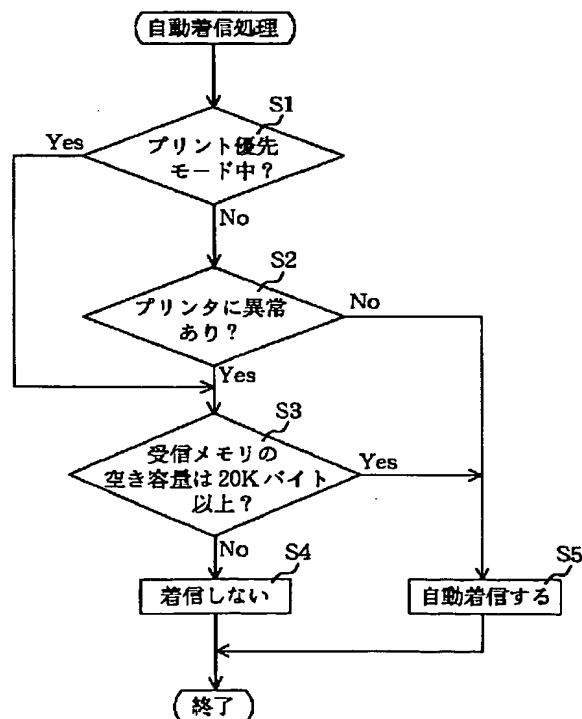 自動着信処理
S1
Yes
プリント優先
モード中？
No
S2
プリンタに異常
あり？
No
Yes
S3
受信メモリの
空き容量は20Kバイト
以上？
Yes
No
S4
着信しない
S5
自動着信する
終了